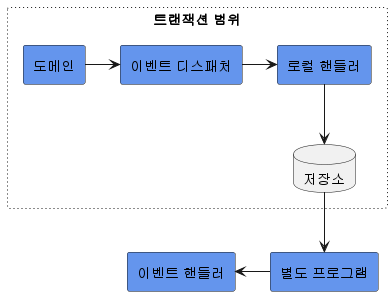 트랜잭션 범위
도메인
이벤트 디스패처
로컬 핸들러
저장소
이벤트 핸들러
별도 프로그램